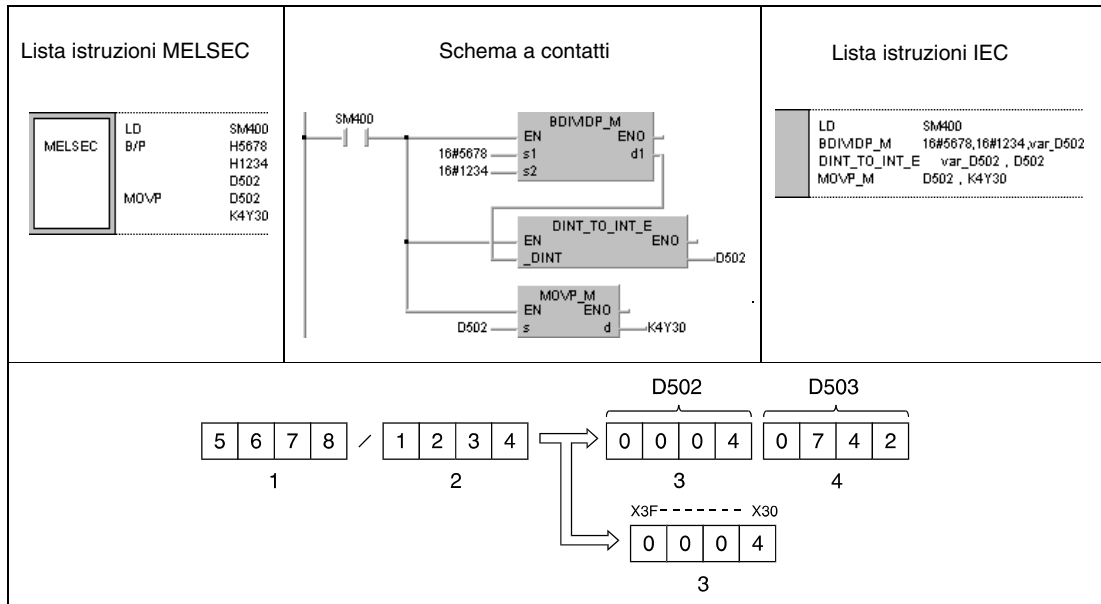 Lista istruzioni MELSEC
MELSEC
LD SM400
B/P H5678
H1234
D502
MOVP D502
K4Y30
Schema a contatti
SM400
BDIVDP_M
EN ENO
16#5678 s1 d1
16#1234 s2
DINT_TO_INT_E
EN ENO
_DINT D502
MOVP_M
EN ENO
D502 s d K4Y30
Lista istruzioni IEC
LD SM400
BDIVDP_M 16#5678,16#1234,var_D502
DINT_TO_INT_E var_D502 , D502
MOVP_M D502 , K4Y30
D502 D503
5 6 7 8 / 1 2 3 4 0 0 0 4 0 7 4 2
1 2 3 4
X3F X30
0 0 0 4
3